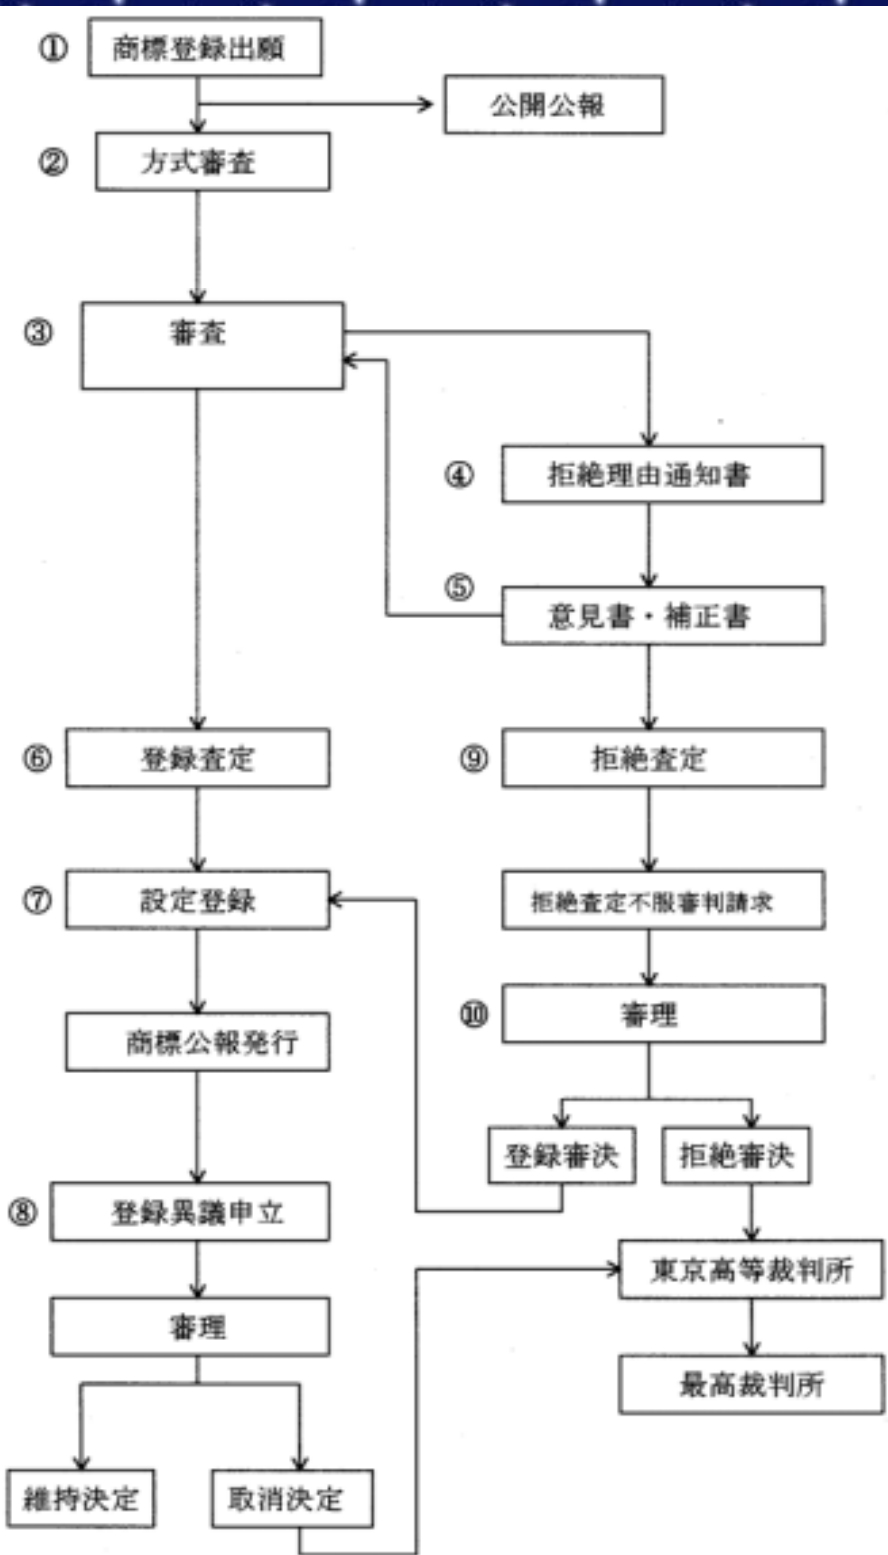 ① 商標登録出願
公開公報
② 方式審査
③ 審査
④ 拒絶理由通知書
⑤ 意見書・補正書
⑥ 登録査定
⑨ 拒絶査定
⑦ 設定登録
拒絶査定不服審判請求
⑩ 審理
商標公報発行
登録審決
拒絶審決
⑧ 登録異議申立
東京高等裁判所
審理
最高裁判所
維持決定
取消決定